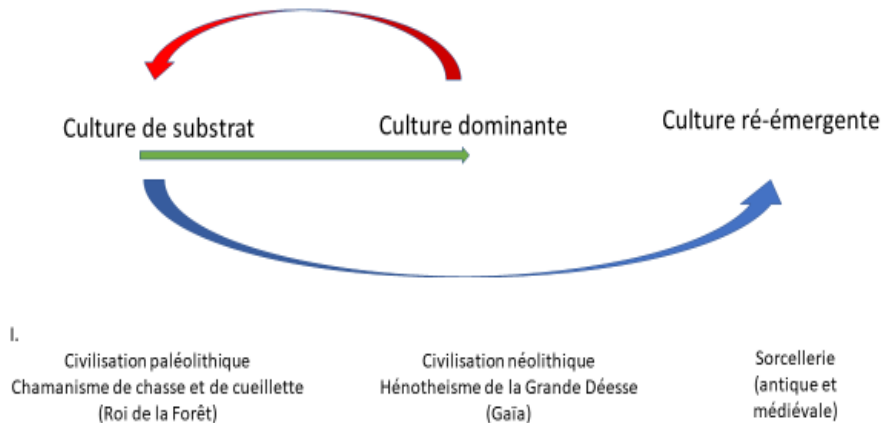 Culture de substrat
Culture dominante
Culture ré-émergente
I.
Civilisation paléolithique
Chamanisme de chasse et de cueillette
(Roi de la Forêt)
Civilisation néolithique
Hénotheisme de la Grande Déesse
(Gaïa)
Sorcellerie
(antique et
médiévale)